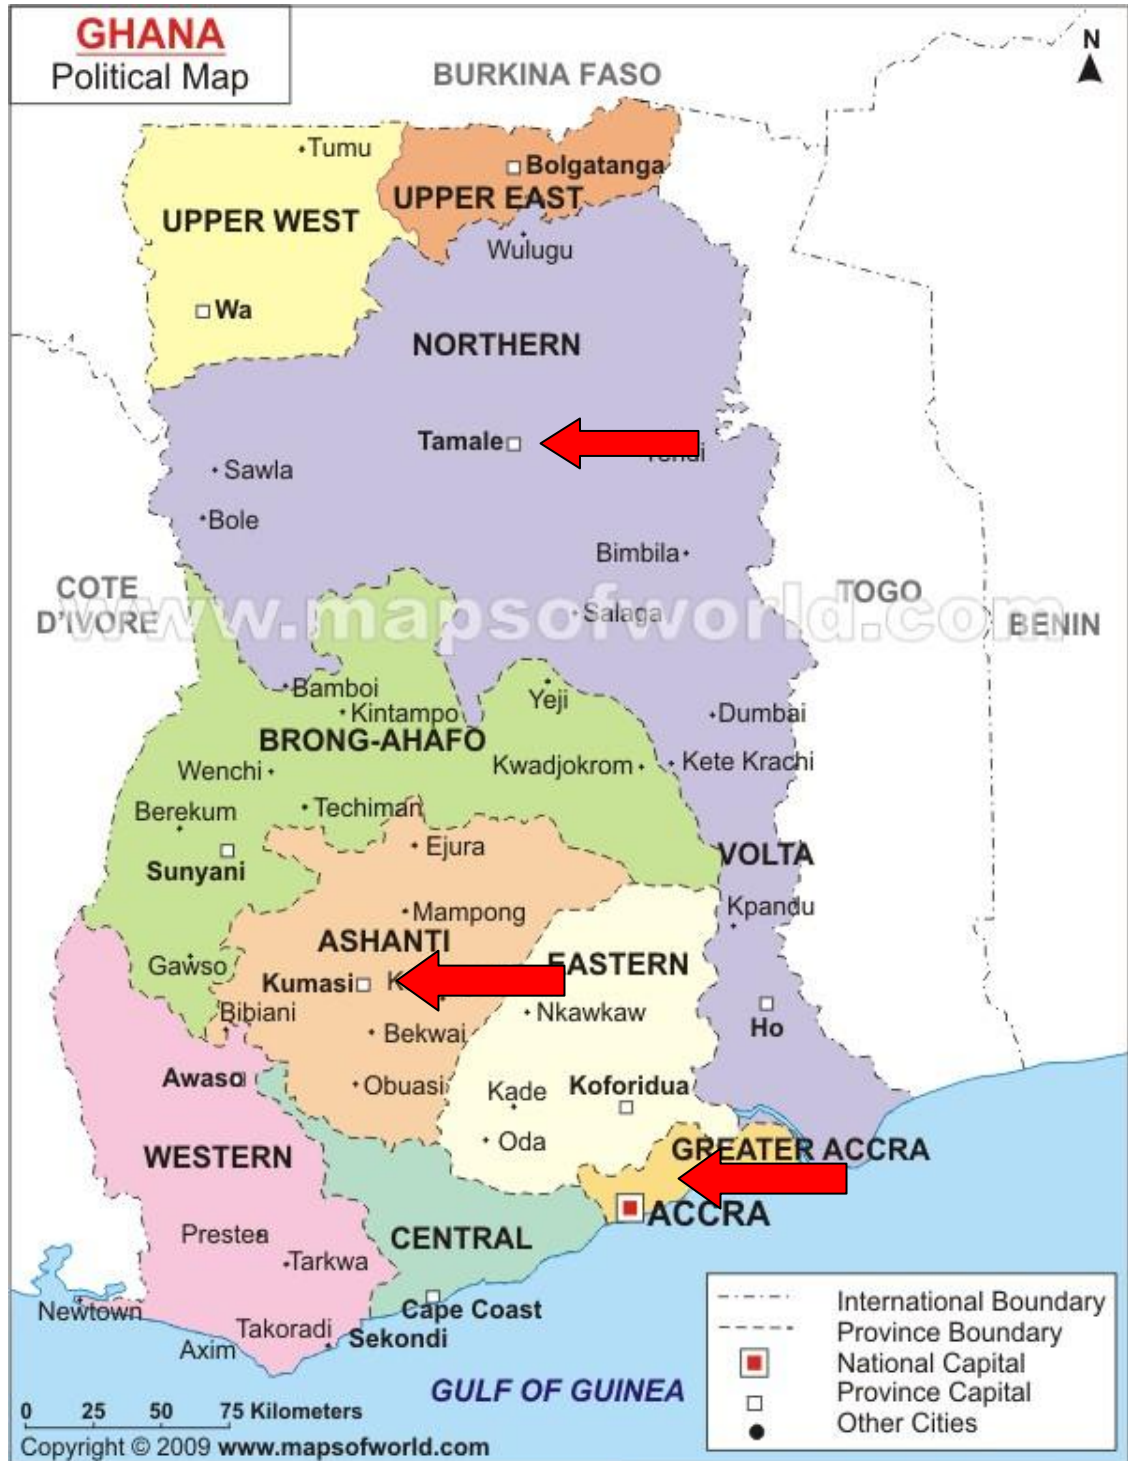 GHANA
Political Map
N
BURKINA FASO
Tumu
Bolgatanga
UPPER EAST
UPPER WEST
Wulugu
Wa
NORTHERN
Tamale
Sawla
Bole
Bimbila
COTE
D'IVORE
TOGO
www.mapsofworld.com
Salaga
BENIN
Bamboi
Yeji
Kintampo
Dumbai
BRONG-AHAFO
Wenchi
Kwadjokrom
Kete Krachi
Berekum
Techiman
Ejura
VOLTA
Sunyani
Mampong
Kpandu
ASHANTI
Gawso
EASTERN
Kumasi
Bibiani
Nkawkaw
Ho
Bekwai
Awaso
Obuasi
Kade
Koforidua
Oda
WESTERN
GREATER ACCRA
ACCRA
Prestea
CENTRAL
Tarkwa
Newtown
Cape Coast
Takoradi
Sekondi
Axim
GULF OF GUINEA
International Boundary
Province Boundary
National Capital
Province Capital
Other Cities
0 25 50 75 Kilometers
Copyright © 2009 www.mapsofworld.com